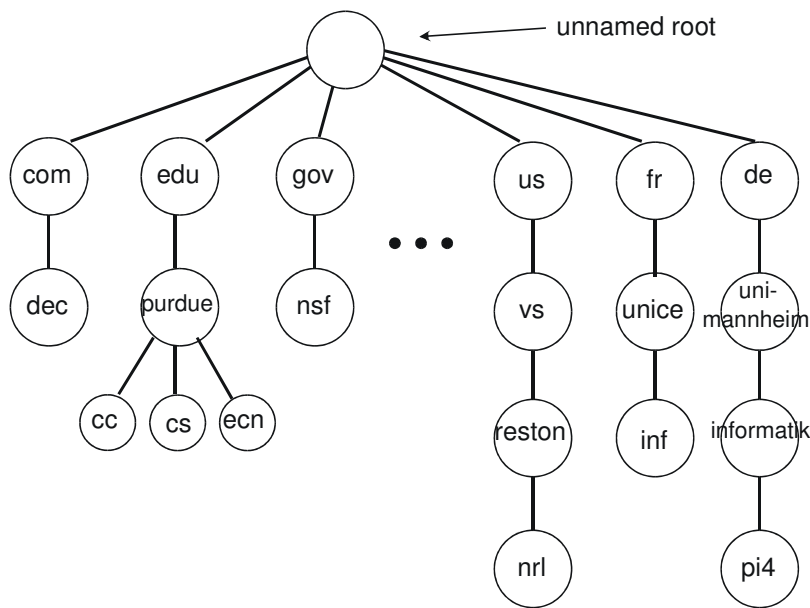 unnamed root
com
edu
gov
us
fr
de
dec
purdue
nsf
vs
unice
uni-
mannheim
cc
cs
ecn
reston
inf
informatik
nrl
pi4